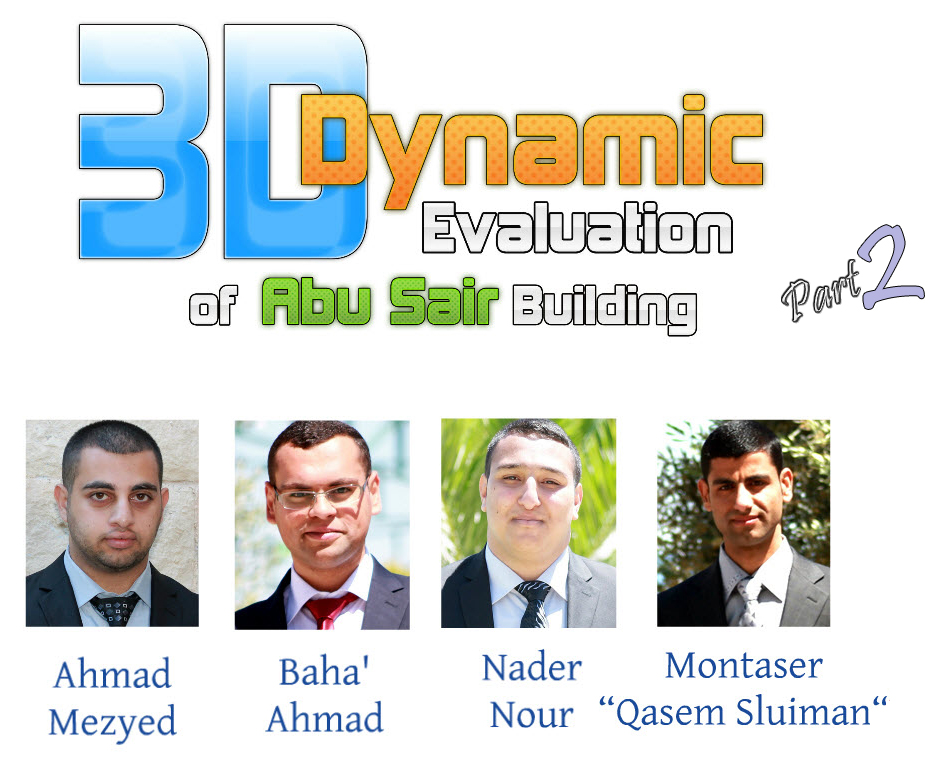 3D Dynamic
Evaluation
of Abu Sair Building
Part 2
Ahmad
Mezyed
Baha'
Ahmad
Nader
Nour
Montaser
“Qasem Sluiman“